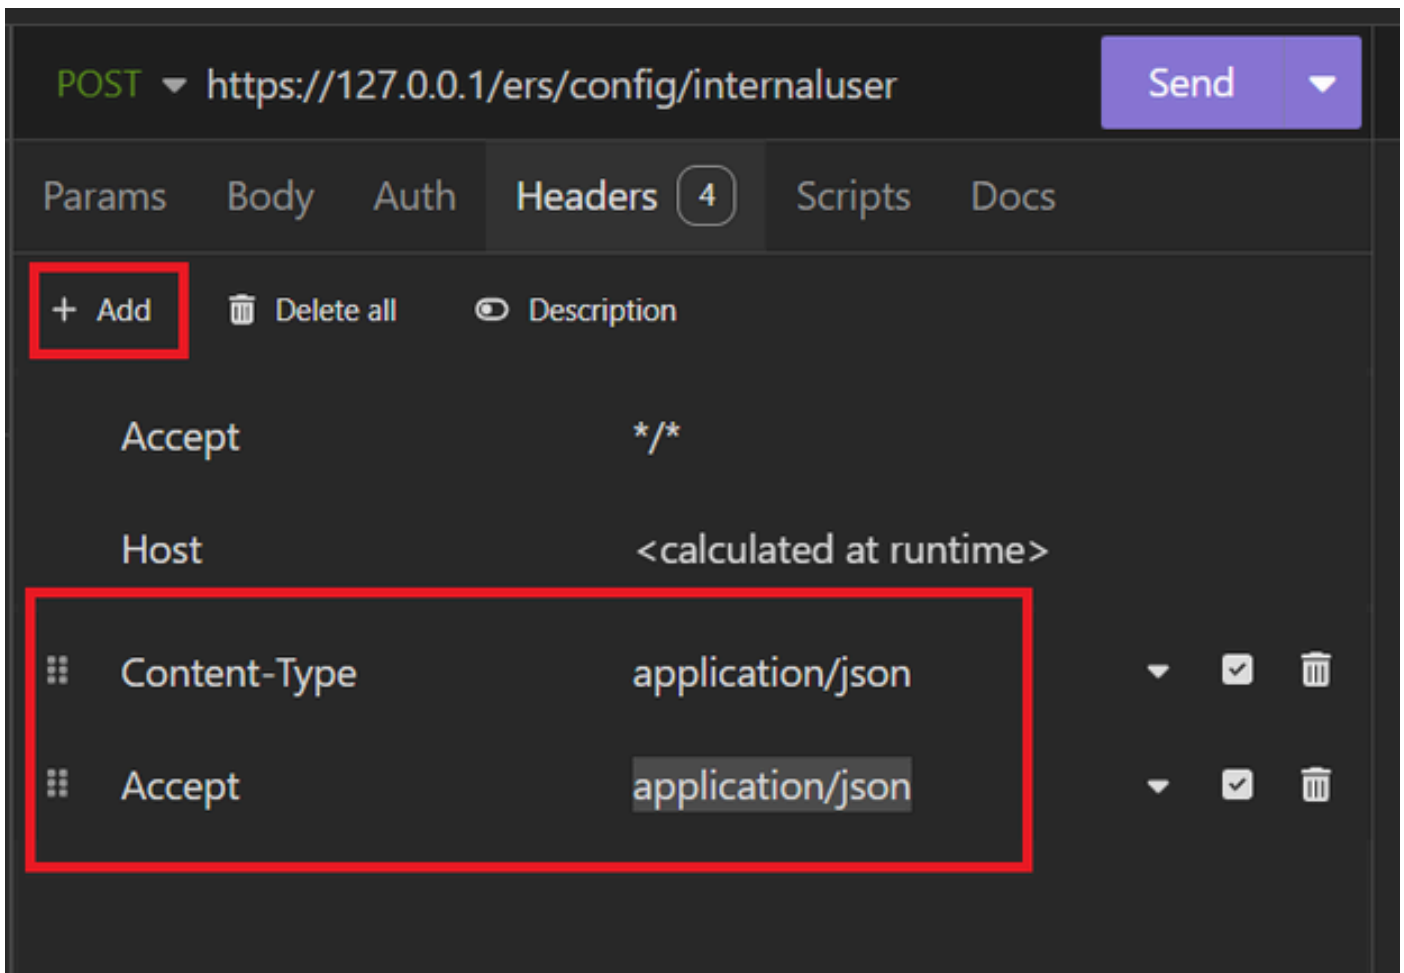 POST https://127.0.0.1/ers/config/internaluser Send
Params Body Auth Headers 4 Scripts Docs
+ Add Delete all Description
Accept */*
Host <calculated at runtime>
Content-Type application/json
Accept application/json